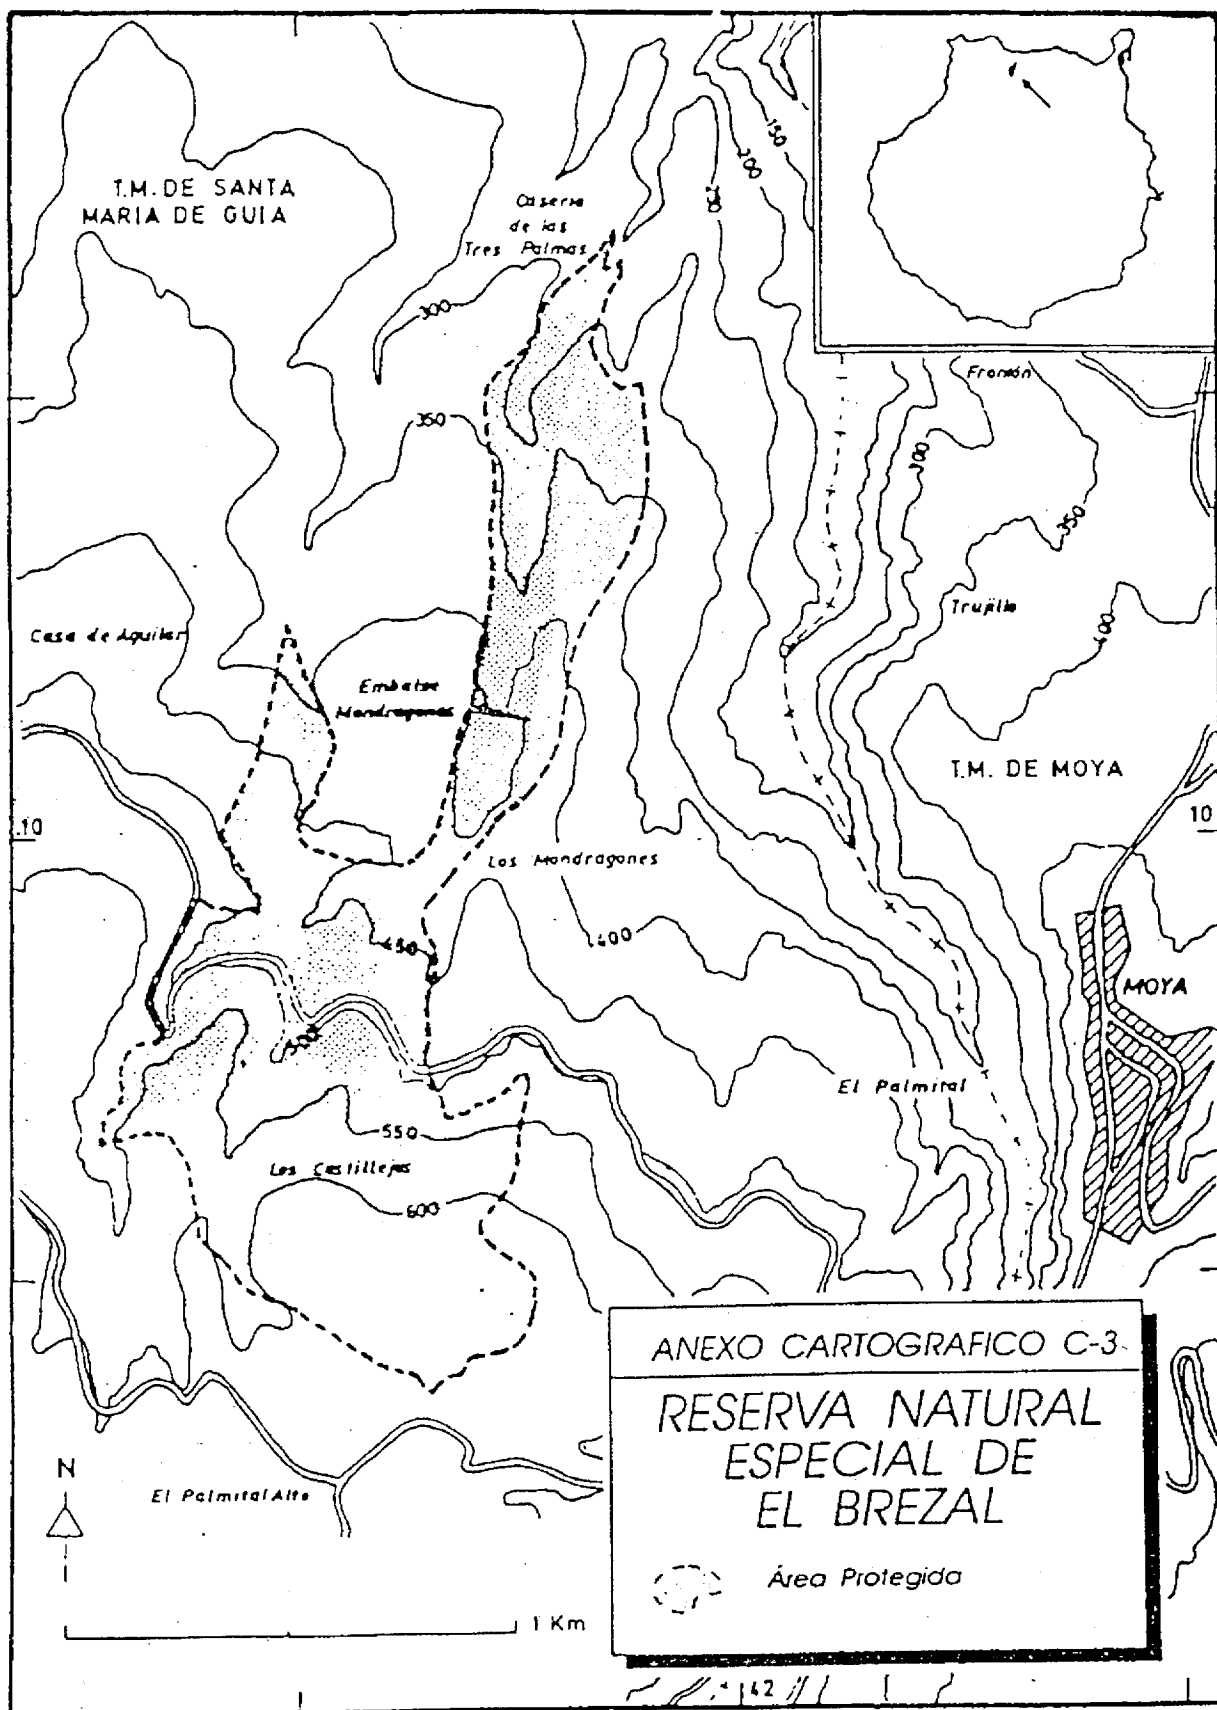 T.M. DE SANTA
MARIA DE GUIA
Caserio
de las
Tres Palmas
150
200
250
300
350
Frontón
300
350
Trujillo
400
Casa de Aguilar
Embalse
Mondragones
T.M. DE MOYA
10
10
Los Mondragones
450
400
MOYA
500
El Palmital
550
Los Castillejos
600
ANEXO CARTOGRAFICO C-3
RESERVA NATURAL
ESPECIAL DE
EL BREZAL
Área Protegida
N
El Palmital Alto
1 Km
42